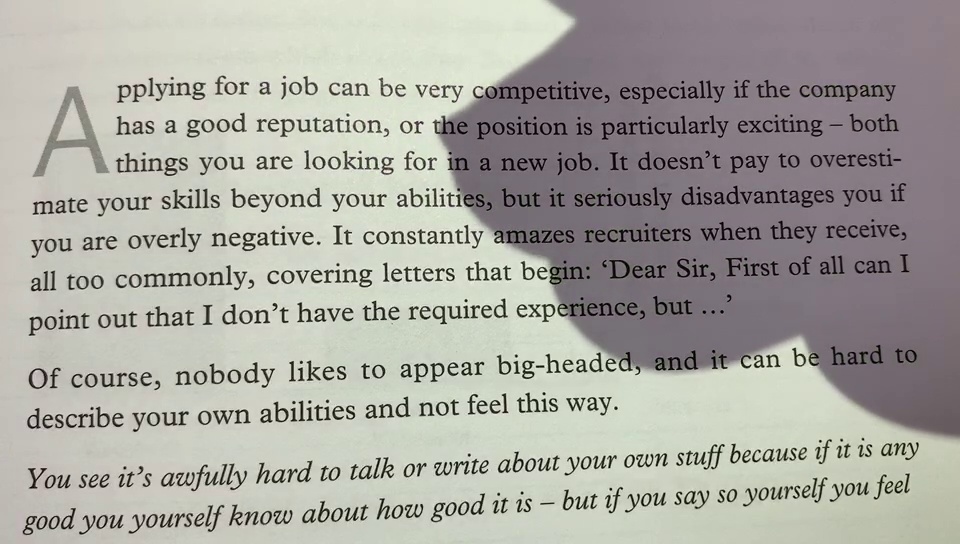 Applying for a job can be very competitive, especially if the company
has a good reputation, or the position is particularly exciting – both
things you are looking for in a new job. It doesn’t pay to overesti-
mate your skills beyond your abilities, but it seriously disadvantages you if
you are overly negative. It constantly amazes recruiters when they receive,
all too commonly, covering letters that begin: ‘Dear Sir, First of all can I
point out that I don’t have the required experience, but …’
Of course, nobody likes to appear big-headed, and it can be hard to
describe your own abilities and not feel this way.
You see it’s awfully hard to talk or write about your own stuff because if it is any
good you yourself know about how good it is – but if you say so yourself you feel